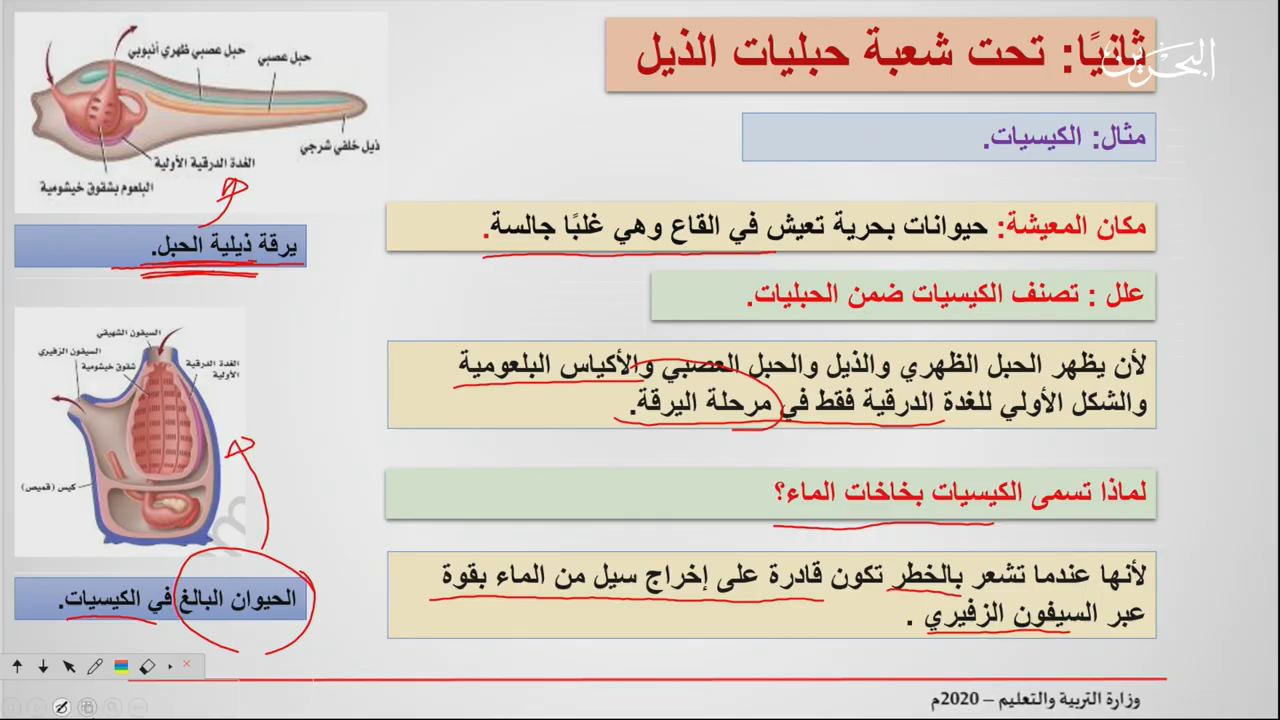 البحرين
ثانيًا: تحت شعبة حبليات الذيل
مثال: الكيسيات.
مكان المعيشة: حيوانات بحرية تعيش في القاع وهي غلبًا جالسة.
علل : تصنف الكيسيات ضمن الحبليات.
لأن يظهر الحبل الظهري والذيل والحبل العصبي والأكياس البلعومية
والشكل الأولي للغدة الدرقية فقط في مرحلة اليرقة.
لماذا تسمى الكيسيات بخاخات الماء؟
لأنها عندما تشعر بالخطر تكون قادرة على إخراج سيل من الماء بقوة
عبر السيفون الزفيري .
حبل عصبي ظهري أنبوبي
حبل عصبي
ذيل خلفي شرجي
الغدة الدرقية الأولية
البلعوم بشقوق خيشومية
يرقة ذيلية الحبل.
السيفون الشهيقي
السيفون الزفيري
شقوق خيشومية
الغدة الدرقية
الأولية
كيس (قميص)
الحيوان البالغ في الكيسيات.
وزارة التربية والتعليم – 2020م